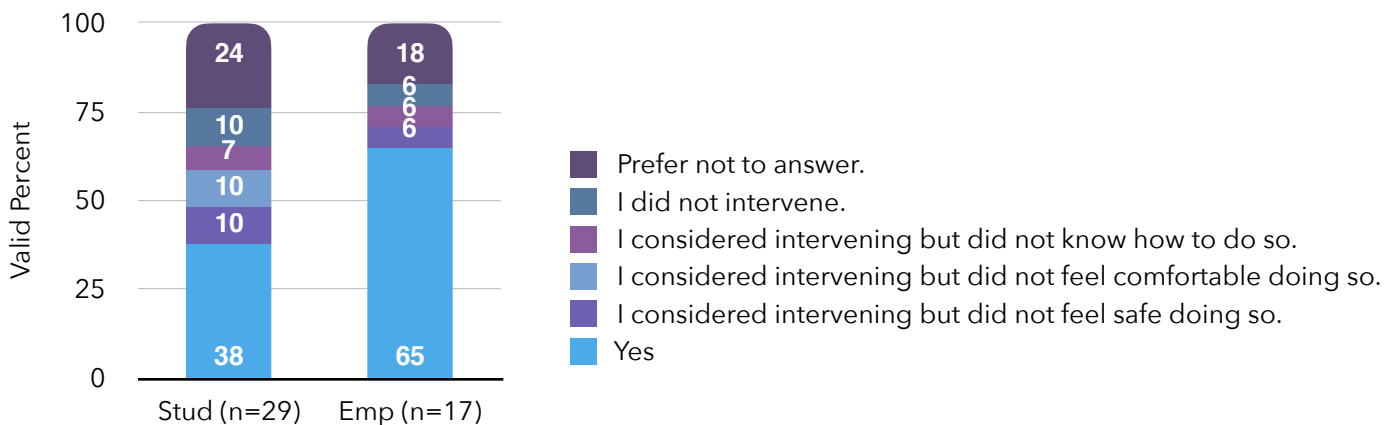 100
75
50
25
0
Valid Percent
24
10
7
10
10
38
18
6
6
6
65
Stud (n=29)
Emp (n=17)
Prefer not to answer.
I did not intervene.
I considered intervening but did not know how to do so.
I considered intervening but did not feel comfortable doing so.
I considered intervening but did not feel safe doing so.
Yes